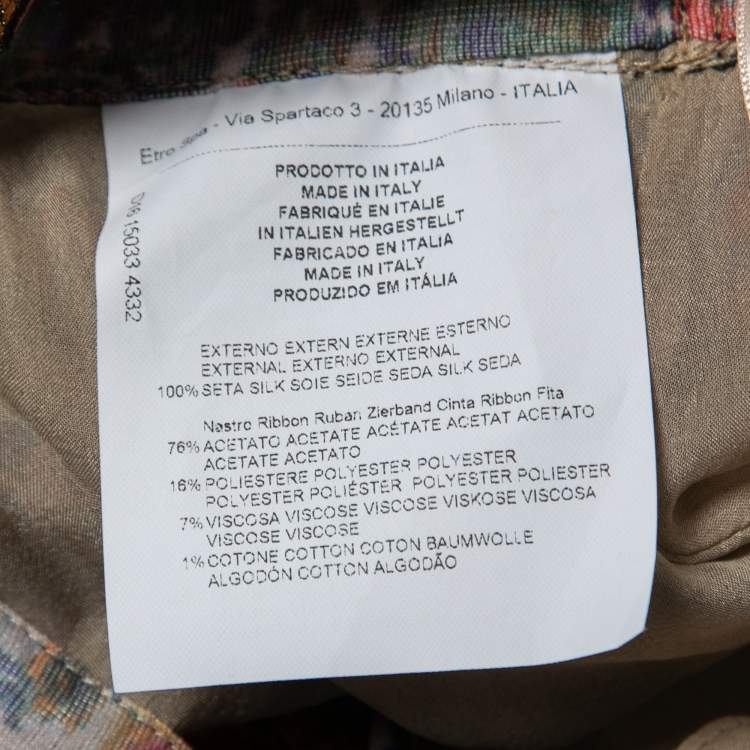 Etro Spa - Via Spartaco 3 - 20135 Milano - ITALIA
PRODOTTO IN ITALIA
MADE IN ITALY
FABRIQUÉ EN ITALIE
IN ITALIEN HERGESTELLT
FABRICADO EN ITALIA
MADE IN ITALY
PRODUZIDO EM ITÁLIA
15033 4332
EXTERNO EXTERN EXTERNE ESTERNO
EXTERNAL EXTERNO EXTERNAL
100% SETA SILK SOIE SEIDE SEDA SILK SEDA
Nastro Ribbon Ruban Zierband Cinta Ribbon Fita
76% ACETATO ACETATE ACÉTATE ACETAT ACETATO
ACETATE ACETATO
16% POLIESTERE POLYESTER POLYESTER
POLYESTER POLIÉSTER POLYESTER POLIESTER
7% VISCOSA VISCOSE VISCOSE VISKOSE VISCOSA
VISCOSE VISCOSE
1% COTONE COTTON COTON BAUMWOLLE
ALGODÓN COTTON ALGODÃO